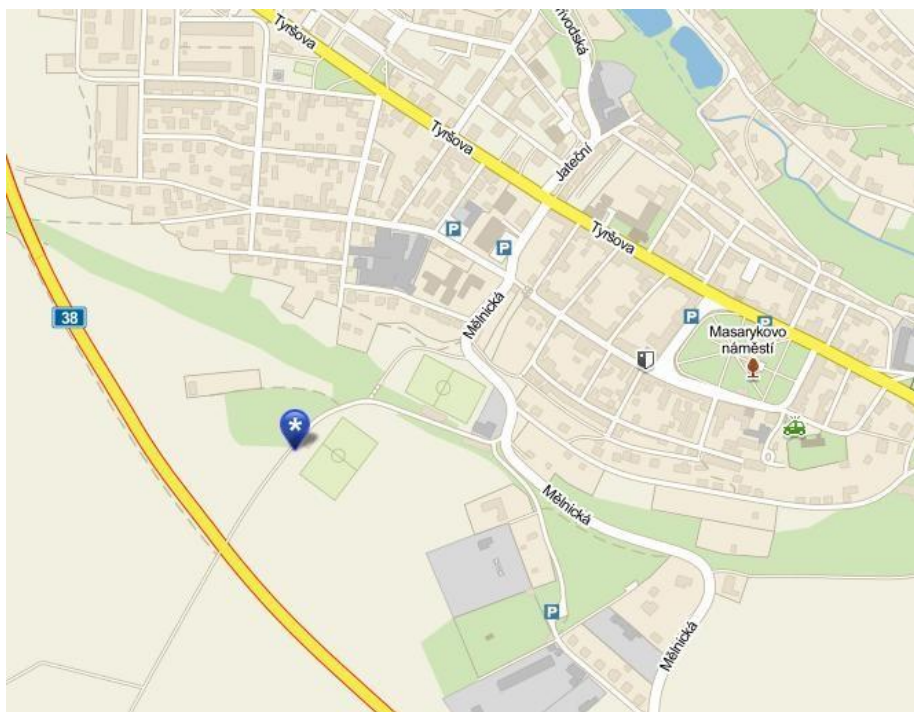 Tyršova
Tyršova
Jateční
P
P
Tyršova
38
Mělnická
P
P
Masarykovo
náměstí
*
Mělnická
P
Mělnická